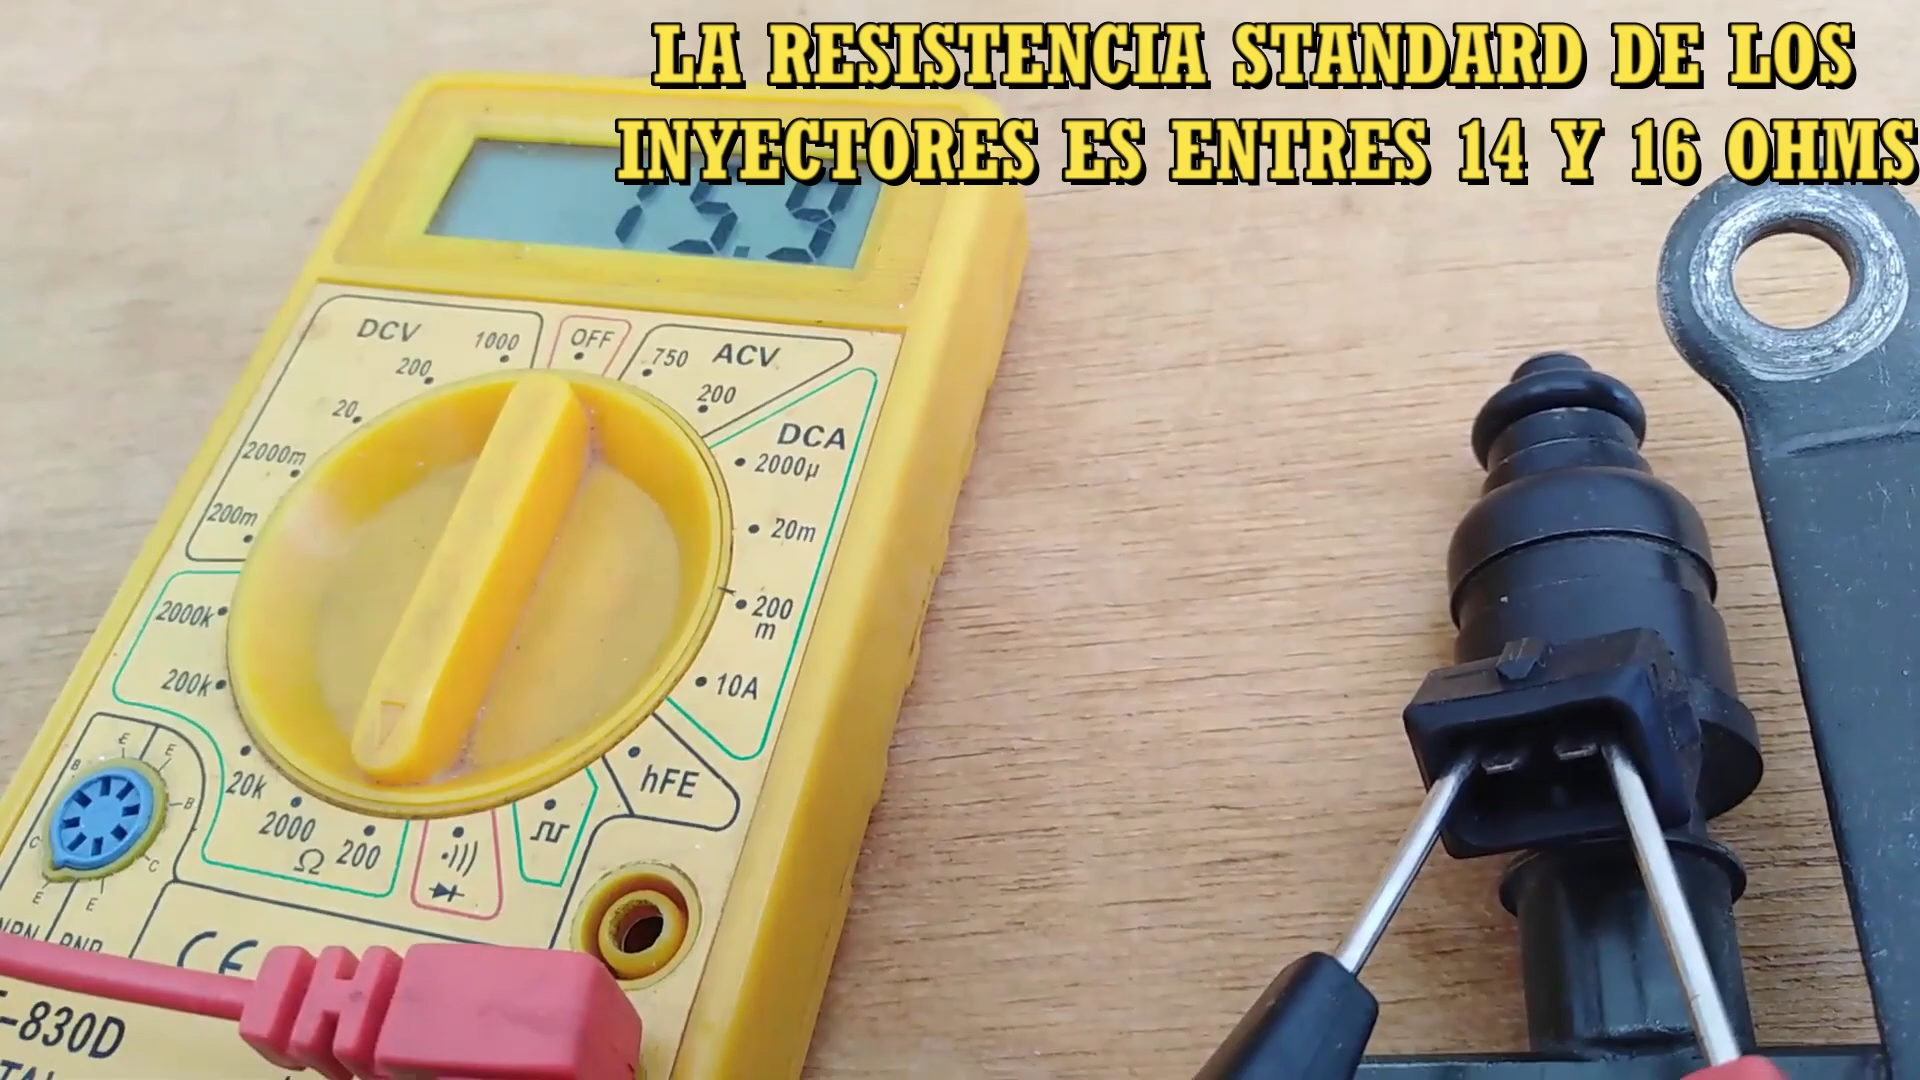 LA RESISTENCIA STANDARD DE LOS
INYECTORES ES ENTRES 14 Y 16 OHMS
15.9
DCV
1000
OFF
750
ACV
200
200
20
DCA
2000m
2000µ
200m
20m
2000k
200
m
200k
10A
20k
hFE
2000
Ω
200
E
E
B
B
C
C
E
E
NPN
PNP
CE
-830D